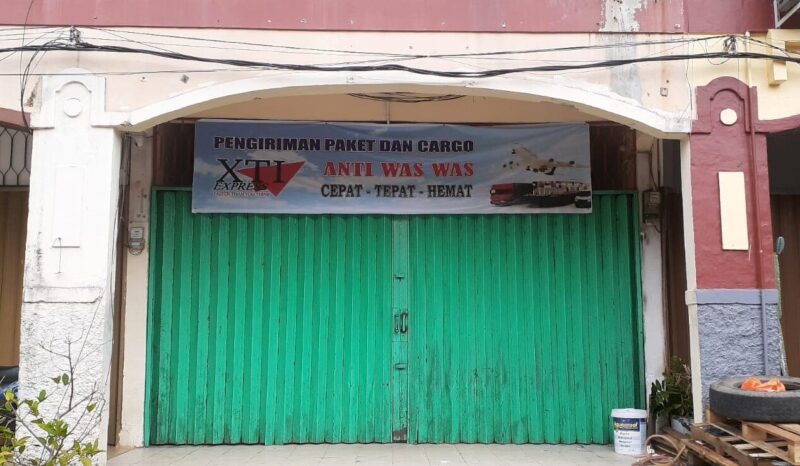 PENGIRIMAN PAKET DAN CARGO
XTI
EXPRESS
ANTI WAS WAS
CEPAT - TEPAT - HEMAT